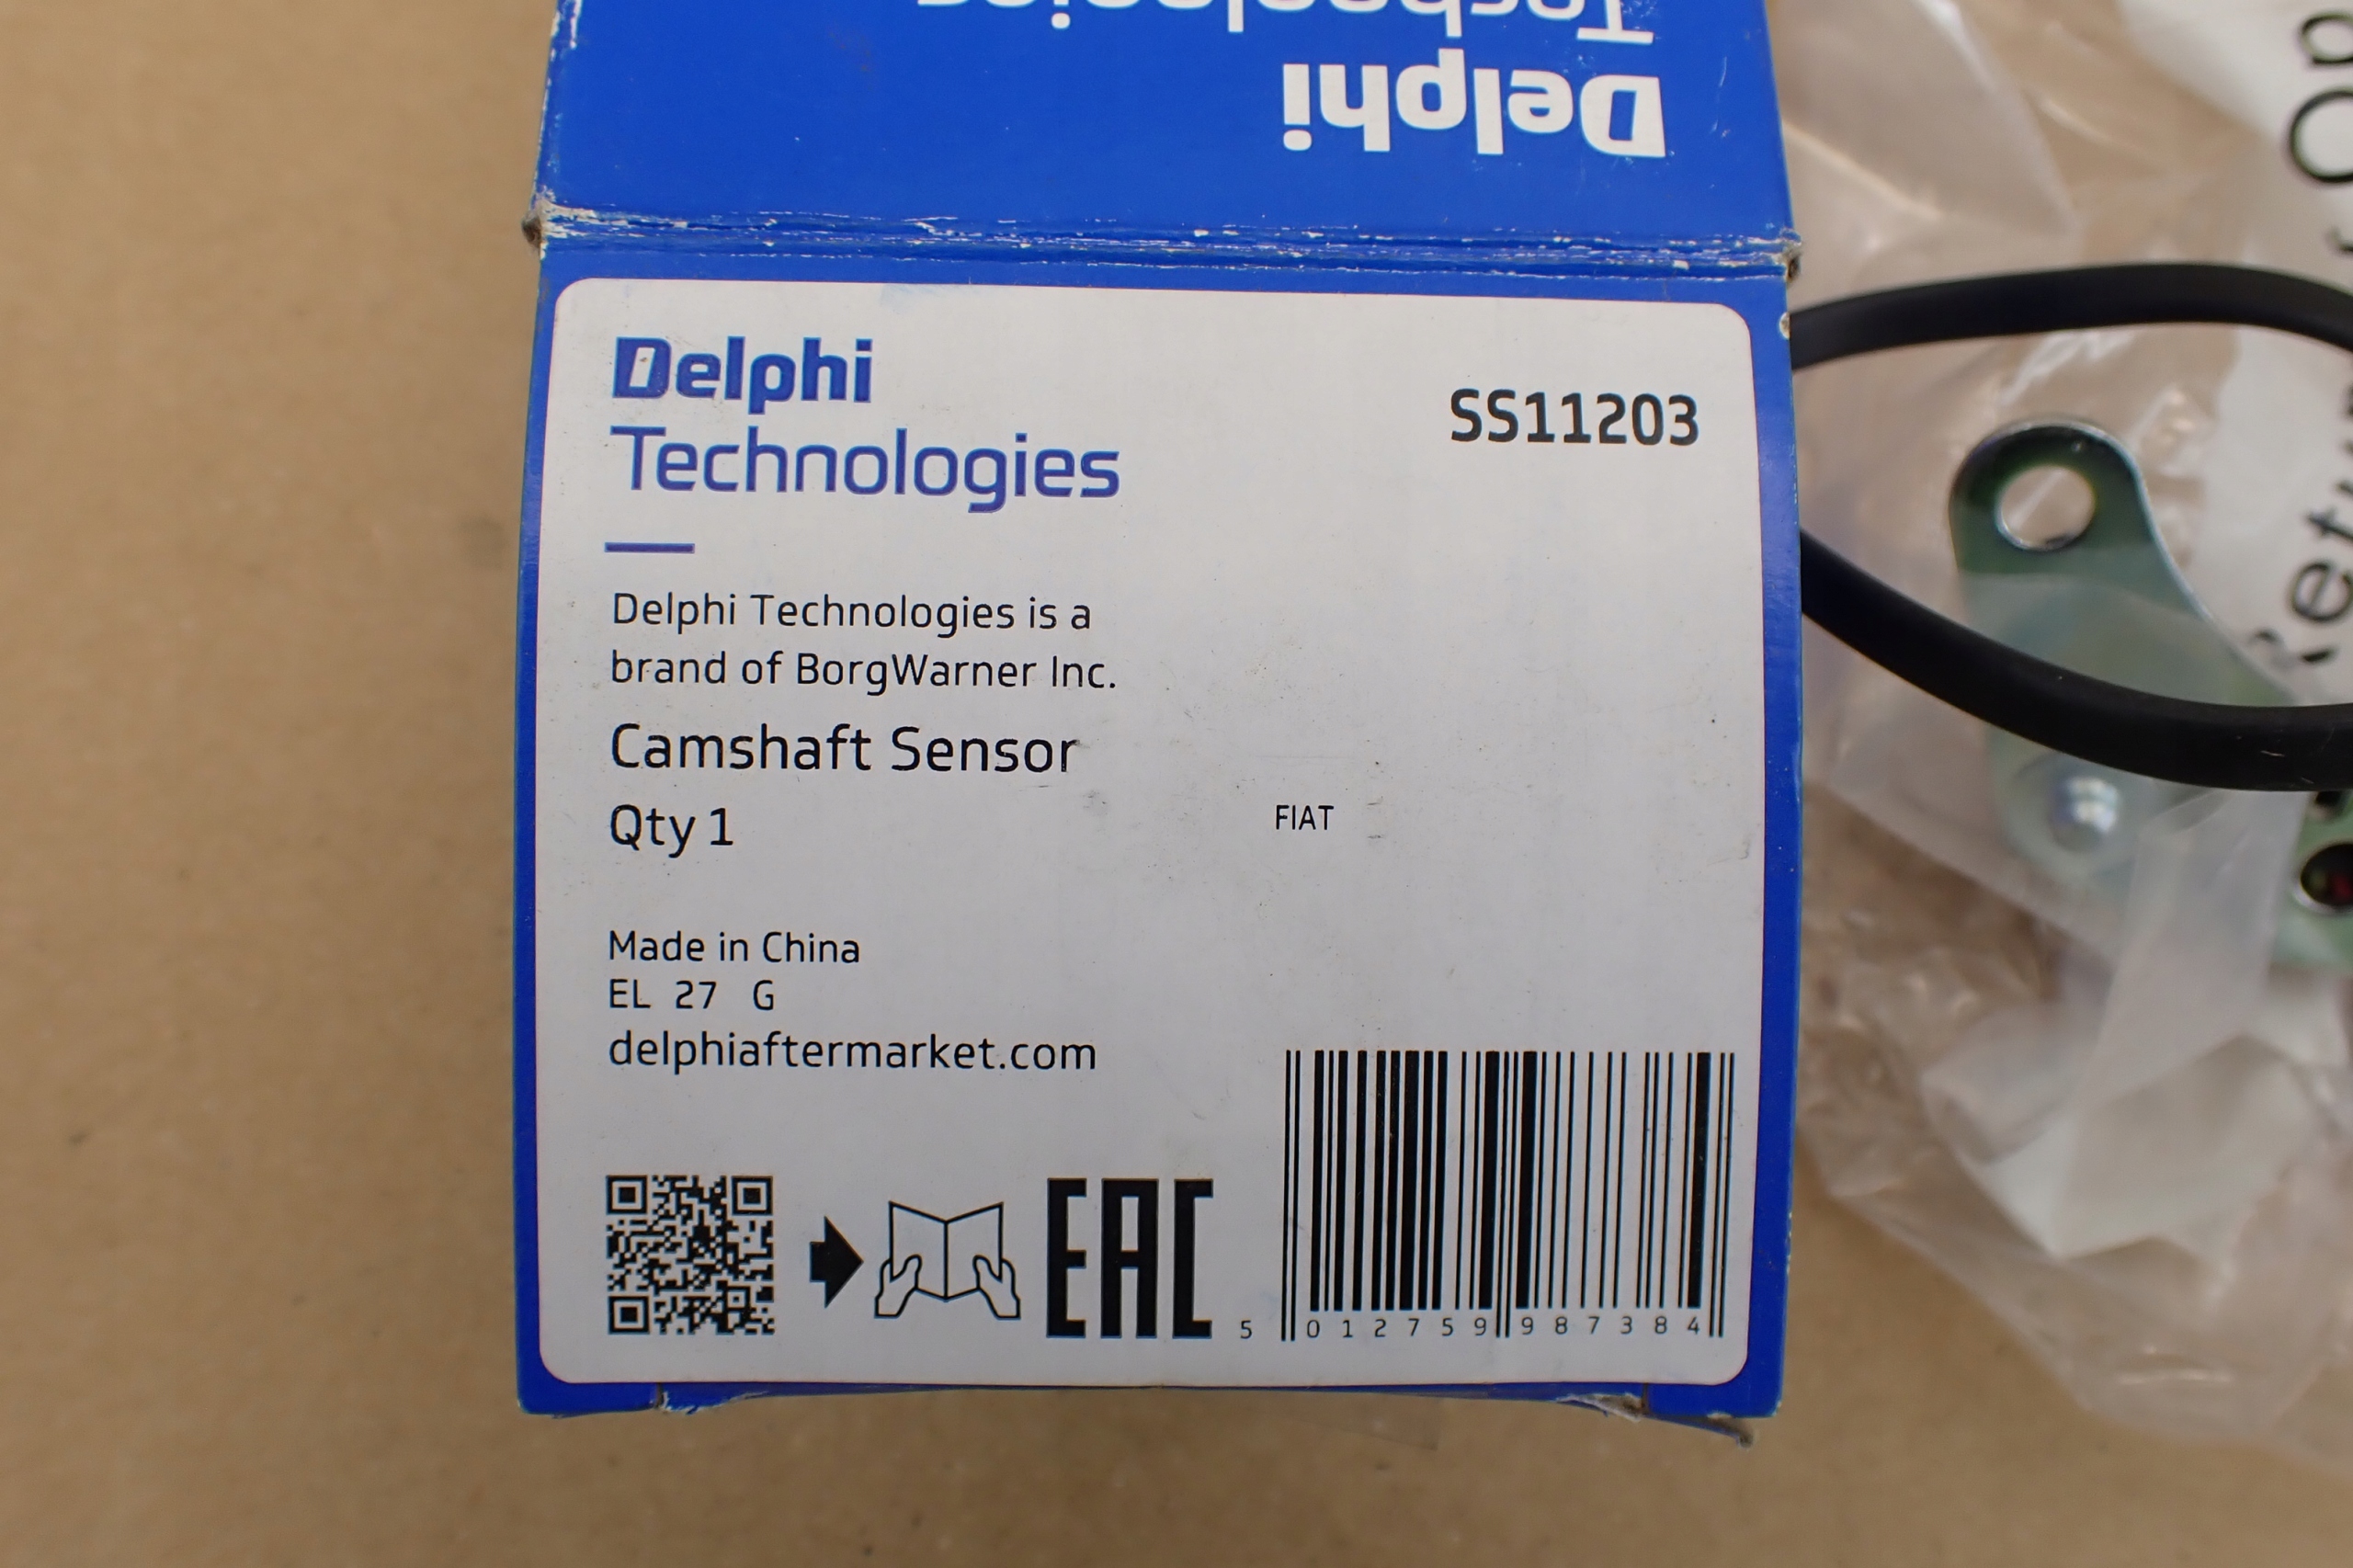 Technologies
Delphi
Delphi
Technologies
SS11203
Delphi Technologies is a
brand of BorgWarner Inc.
Camshaft Sensor
Qty 1
FIAT
Made in China
EL 27 G
delphiaftermarket.com
EAC
5 012759 987384